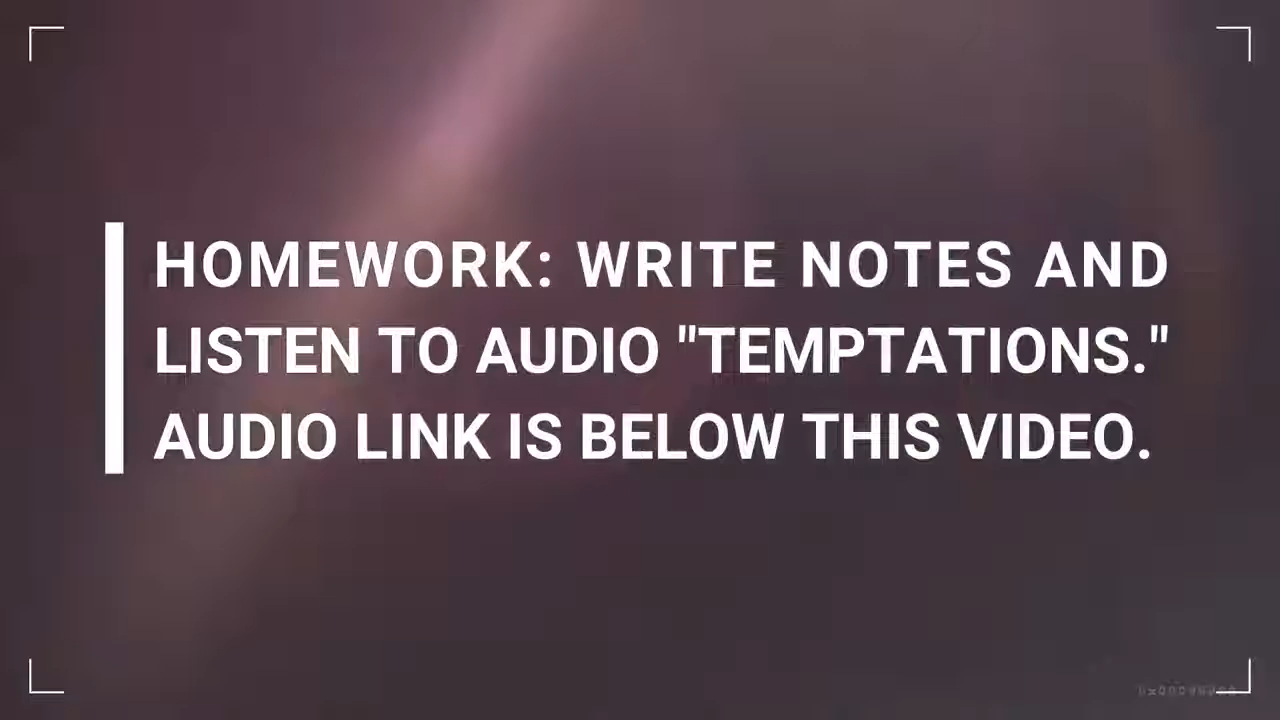 HOMEWORK: WRITE NOTES AND
LISTEN TO AUDIO "TEMPTATIONS."
AUDIO LINK IS BELOW THIS VIDEO.